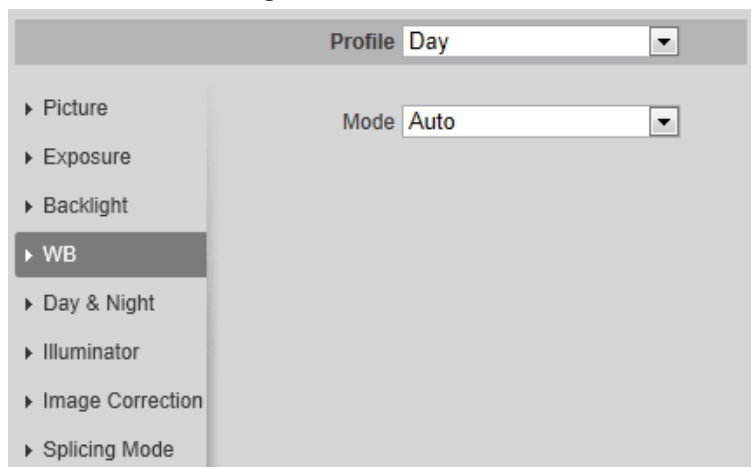 Profile Day
Picture
Mode Auto
Exposure
Backlight
WB
Day & Night
Illuminator
Image Correction
Splicing Mode